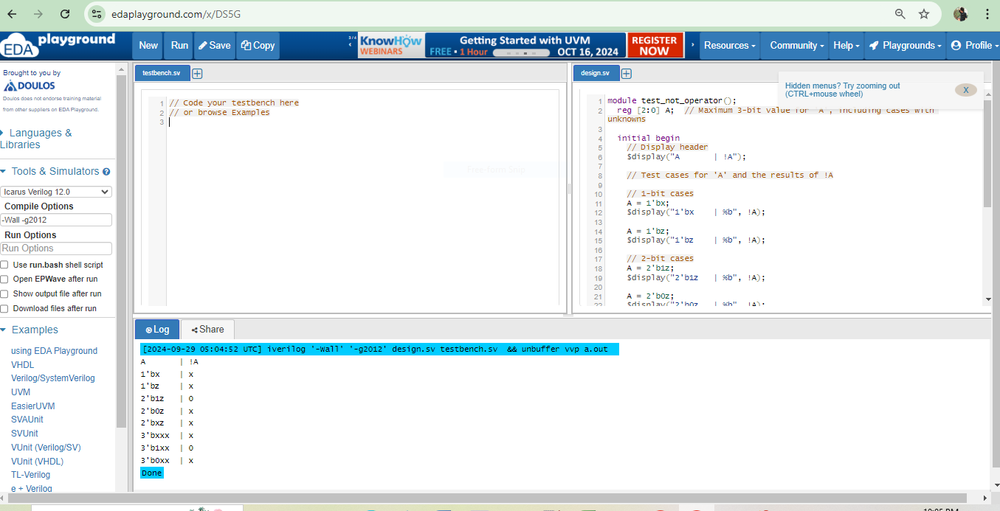 edaplayground.com/x/DS5G
EDA playground
New
Run
Save
Copy
3/4
KnowHow
WEBINARS
Getting Started with UVM
FREE • 1 Hour
OCT 16, 2024
REGISTER
NOW
Resources
Community
Help
Playgrounds
Profile
Brought to you by
DOULOS
Doulos does not endorse training material
from other suppliers on EDA Playground.
Languages &
Libraries
Tools & Simulators
Icarus Verilog 12.0
Compile Options
-Wall -g2012
Run Options
Run Options
Use run.bash shell script
Open EPWave after run
Show output file after run
Download files after run
Examples
using EDA Playground
VHDL
Verilog/SystemVerilog
UVM
EasierUVM
SVAUnit
SVUnit
VUnit (Verilog/SV)
VUnit (VHDL)
TL-Verilog
e + Verilog
testbench.sv
1 // Code your testbench here
2 // or browse Examples
3
design.sv
Hidden menus? Try zooming out
(CTRL+mouse wheel)
X
1 module test_not_operator();
2 reg [2:0] A; // Maximum 3-bit value for 'A', including cases with
unknowns
3
4 initial begin
5 // Display header
6 $display("A       | !A");
7
8 // Test cases for 'A' and the results of !A
9
10 // 1-bit cases
11 A = 1'bx;
12 $display("1'bx    | %b", !A);
13
14 A = 1'bz;
15 $display("1'bz    | %b", !A);
16
17 // 2-bit cases
18 A = 2'b1z;
19 $display("2'b1z   | %b", !A);
20
21 A = 2'b0z;
22 $display("2'b0z   | %b", !A);
Log
Share
[2024-09-29 05:04:52 UTC] iverilog '-Wall' '-g2012' design.sv testbench.sv  && unbuffer vvp a.out
A       | !A
1'bx    | x
1'bz    | x
2'b1z   | 0
2'b0z   | x
2'bxz   | x
3'bxxx  | x
3'b1xx  | 0
3'b0xx  | x
Done